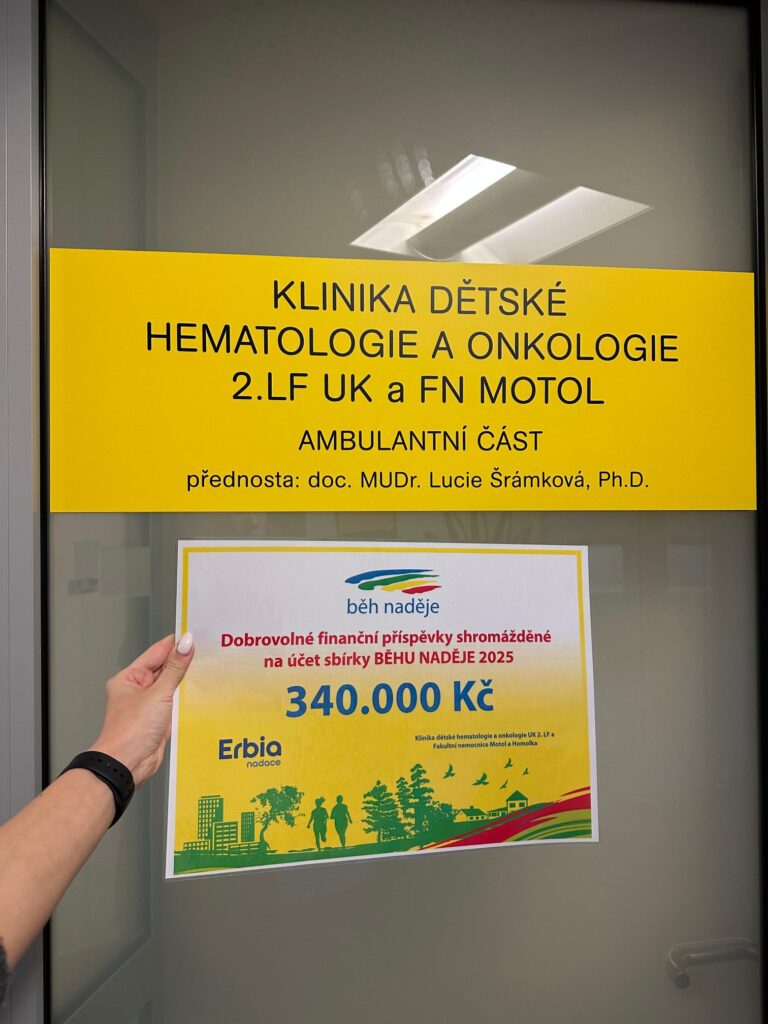 KLINIKA DĚTSKÉ
HEMATOLOGIE A ONKOLOGIE
2.LF UK a FN MOTOL
AMBULANTNÍ ČÁST
přednosta: doc. MUDr. Lucie Šrámková, Ph.D.
běh naděje
Dobrovolné finanční příspěvky shromážděné
na účet sbírky BĚHU NADĚJE 2025
340.000 Kč
Erbia
nadace
Klinika dětské hematologie a onkologie UK 2. LF a
Fakultní nemocnice Motol a Homolka